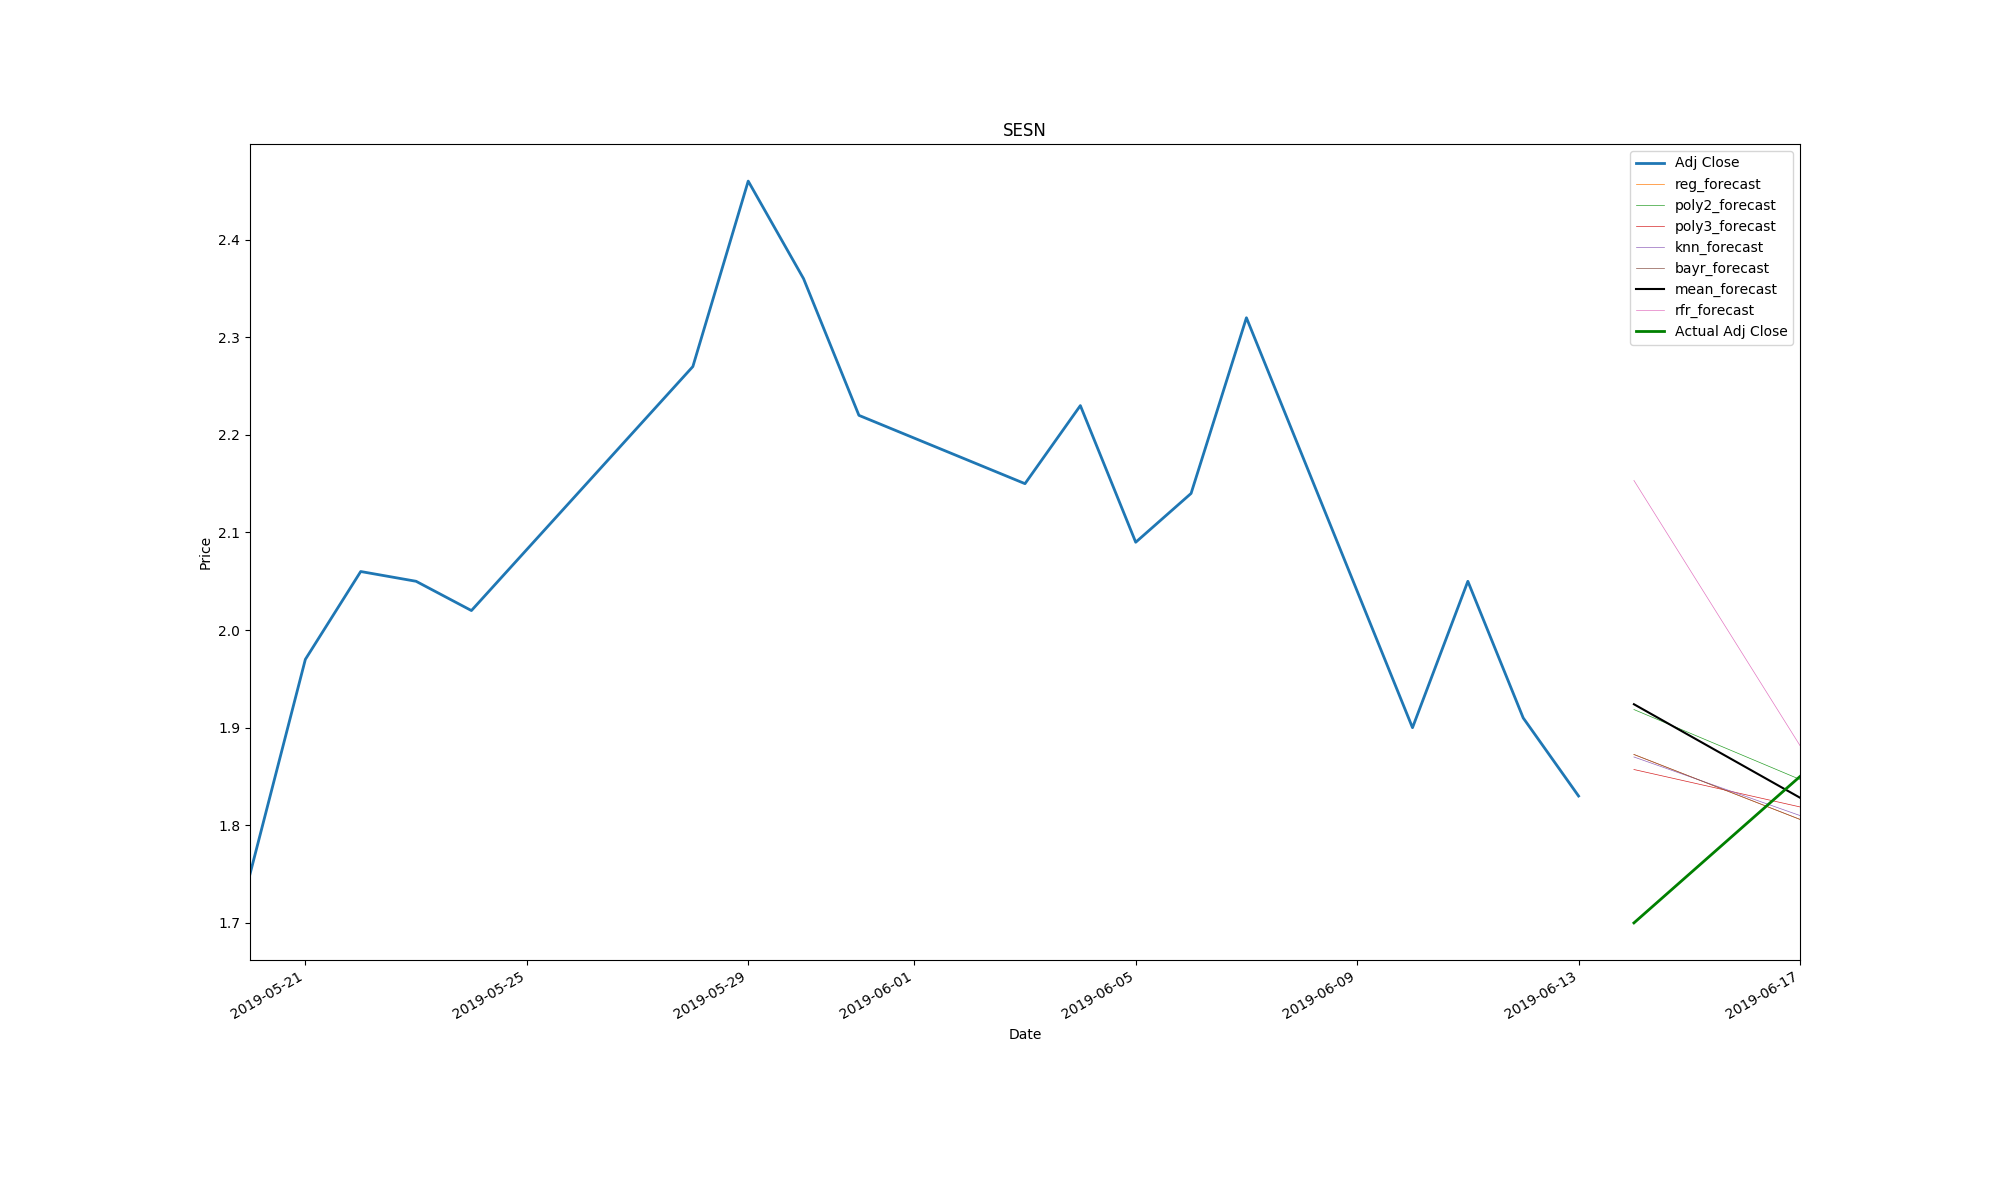 SESN
Adj Close
reg_forecast
poly2_forecast
poly3_forecast
knn_forecast
bayr_forecast
mean_forecast
rfr_forecast
Actual Adj Close
2.4
2.3
2.2
2.1
2.0
1.9
1.8
1.7
Price
2019-05-21
2019-05-25
2019-05-29
2019-06-01
2019-06-05
2019-06-09
2019-06-13
2019-06-17
Date